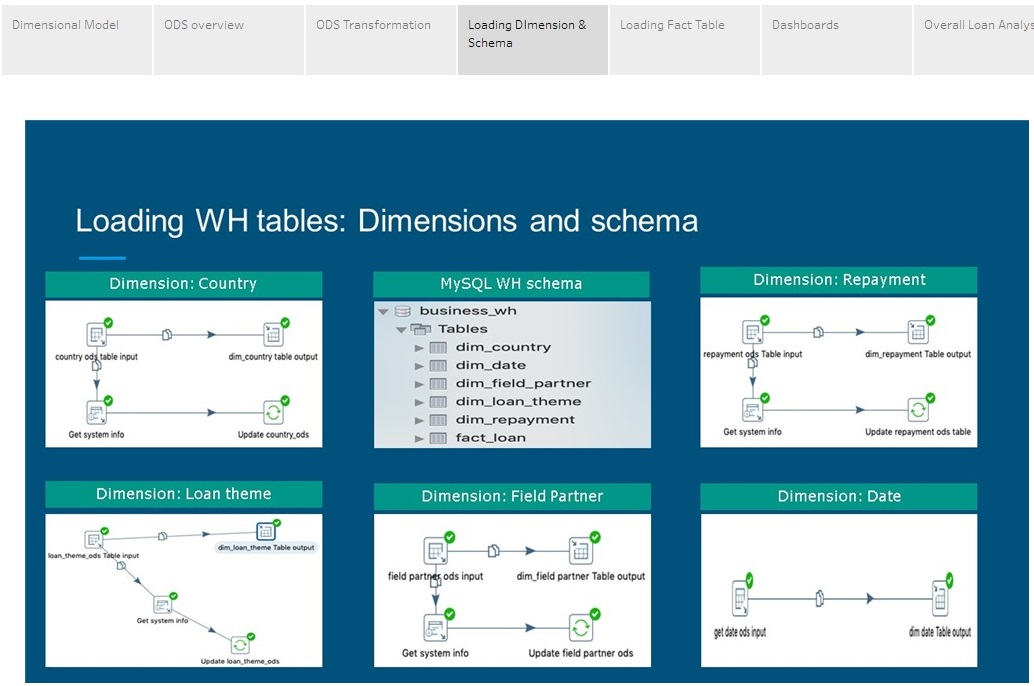 Dimensional Model
ODS overview
ODS Transformation
Loading DImension &
Schema
Loading Fact Table
Dashboards
Overall Loan Analys
Loading WH tables: Dimensions and schema
Dimension: Country
country ods table input
dim_country table output
Get system info
Update country_ods
MySQL WH schema
business_wh
Tables
dim_country
dim_date
dim_field_partner
dim_loan_theme
dim_repayment
fact_loan
Dimension: Repayment
repayment ods Table input
dim_repayment Table output
Get system info
Update repayment ods table
Dimension: Loan theme
loan_theme_ods Table input
dim_loan_theme Table output
Get system info
Update loan_theme_ods
Dimension: Field Partner
field partner ods input
dim_field partner Table output
Get system info
Update field partner ods
Dimension: Date
get date ods input
dim date Table output